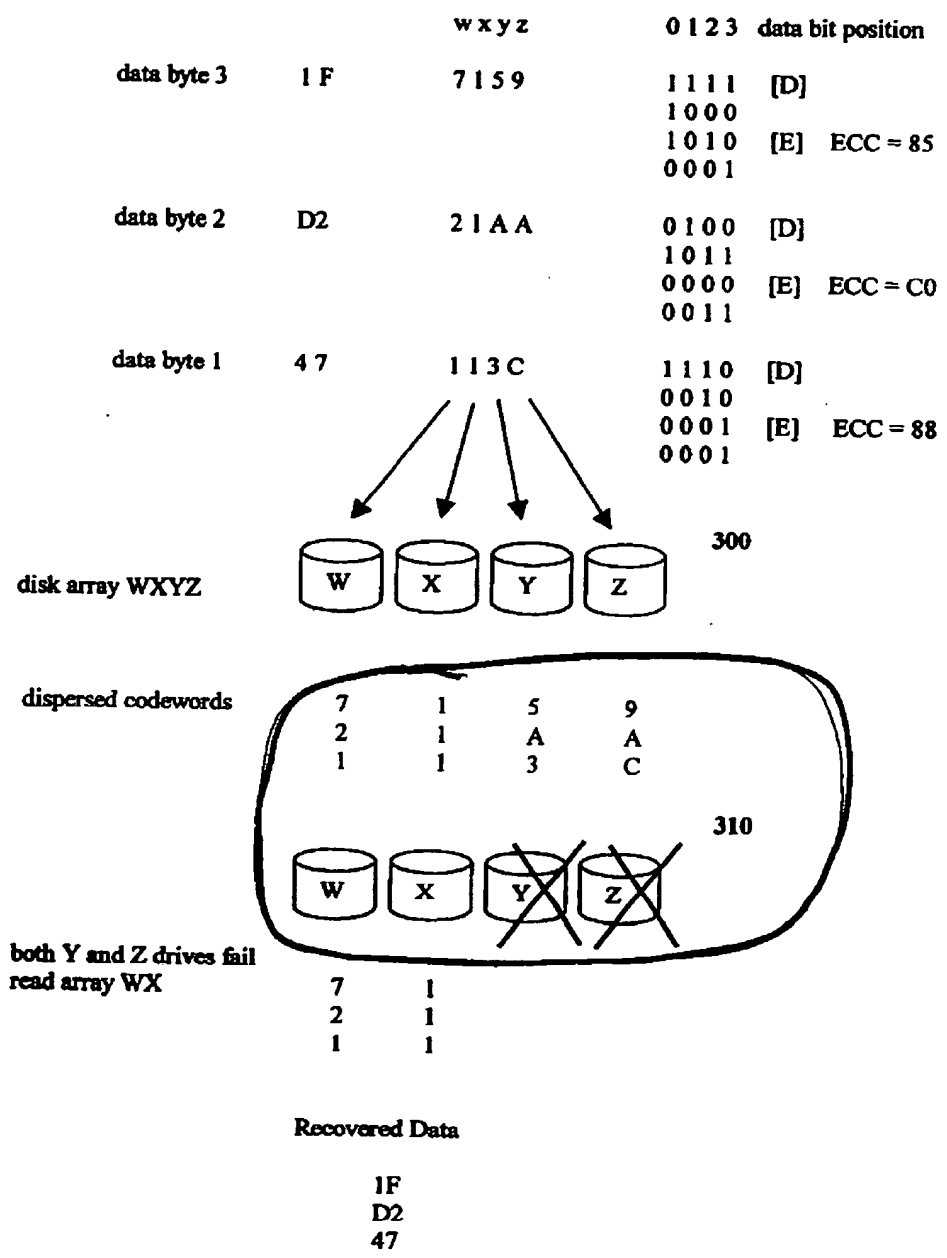 w x y z 0 1 2 3 data bit position
data byte 3 1 F 7 1 5 9 1 1 1 1 [D]
1 0 0 0
1 0 1 0 [E] ECC = 85
0 0 0 1
data byte 2 D2 2 1 A A 0 1 0 0 [D]
1 0 1 1
0 0 0 0 [E] ECC = C0
0 0 1 1
data byte 1 4 7 1 1 3 C 1 1 1 0 [D]
0 0 1 0
0 0 0 1 [E] ECC = 88
0 0 0 1
300
disk array WXYZ W X Y Z
dispersed codewords 7 1 5 9
2 1 A A
1 1 3 C
310
W X Y Z
both Y and Z drives fail
read array WX 7 1
2 1
1 1
Recovered Data
1F
D2
47